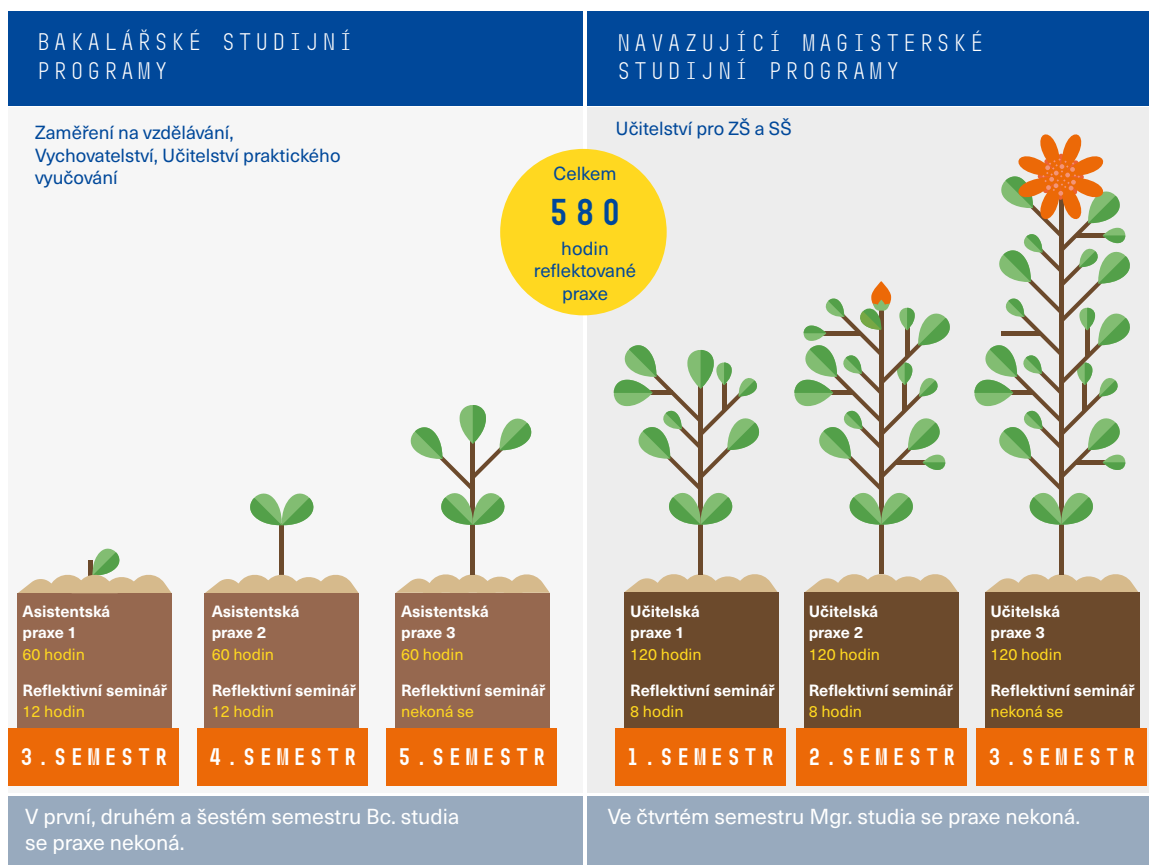 BAKALÁŘSKÉ STUDIJNÍ
PROGRAMY
Zaměření na vzdělávání,
Vychovatelství, Učitelství praktického
vyučování
NAVAZUJÍCÍ MAGISTERSKÉ
STUDIJNÍ PROGRAMY
Učitelství pro ZŠ a SŠ
Celkem
580
hodin
reflektované
praxe
Asistentská
praxe 1
60 hodin
Reflektivní seminář
12 hodin
3. SEMESTR
Asistentská
praxe 2
60 hodin
Reflektivní seminář
12 hodin
4. SEMESTR
Asistentská
praxe 3
60 hodin
Reflektivní seminář
nekoná se
5. SEMESTR
Učitelská
praxe 1
120 hodin
Reflektivní seminář
8 hodin
1. SEMESTR
Učitelská
praxe 2
120 hodin
Reflektivní seminář
8 hodin
2. SEMESTR
Učitelská
praxe 3
120 hodin
Reflektivní seminář
nekoná se
3. SEMESTR
V první, druhém a šestém semestru Bc. studia
se praxe nekoná.
Ve čtvrtém semestru Mgr. studia se praxe nekoná.